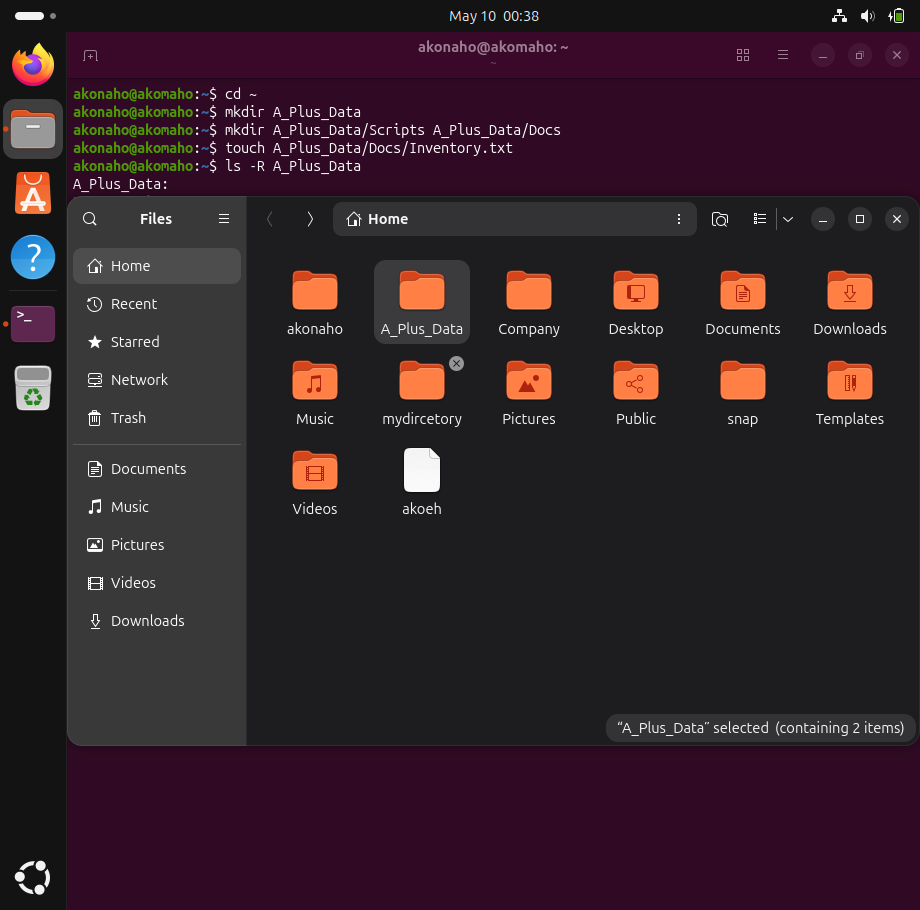 May 10 00:38
akonaho@akomaho: ~
~
akonaho@akomaho:~$ cd ~
akonaho@akomaho:~$ mkdir A_Plus_Data
akonaho@akomaho:~$ mkdir A_Plus_Data/Scripts A_Plus_Data/Docs
akonaho@akomaho:~$ touch A_Plus_Data/Docs/Inventory.txt
akonaho@akomaho:~$ ls -R A_Plus_Data
A_Plus_Data:
Files
Home
Home
Recent
Starred
Network
Trash
Documents
Music
Pictures
Videos
Downloads
akonaho A_Plus_Data Company Desktop Documents Downloads
Music mydircetory Pictures Public snap Templates
Videos akoeh
“A_Plus_Data” selected (containing 2 items)